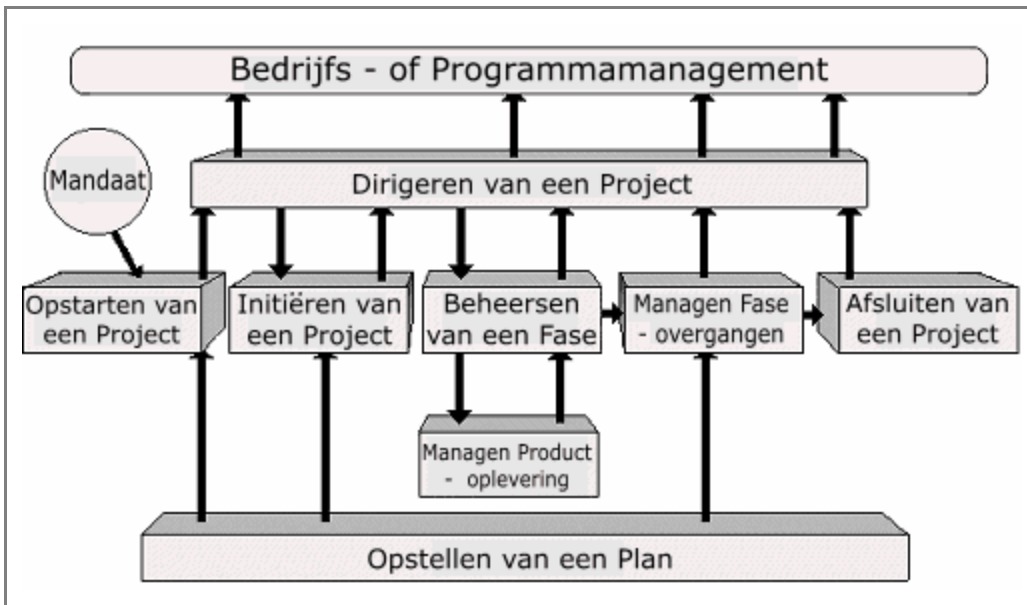 Bedrijfs - of Programmamanagement
Mandaat
Dirigeren van een Project
Opstarten van
een Project
Initiëren van
een Project
Beheersen
van een Fase
Managen Fase
- overgangen
Afsluiten van
een Project
Managen Product
- oplevering
Opstellen van een Plan